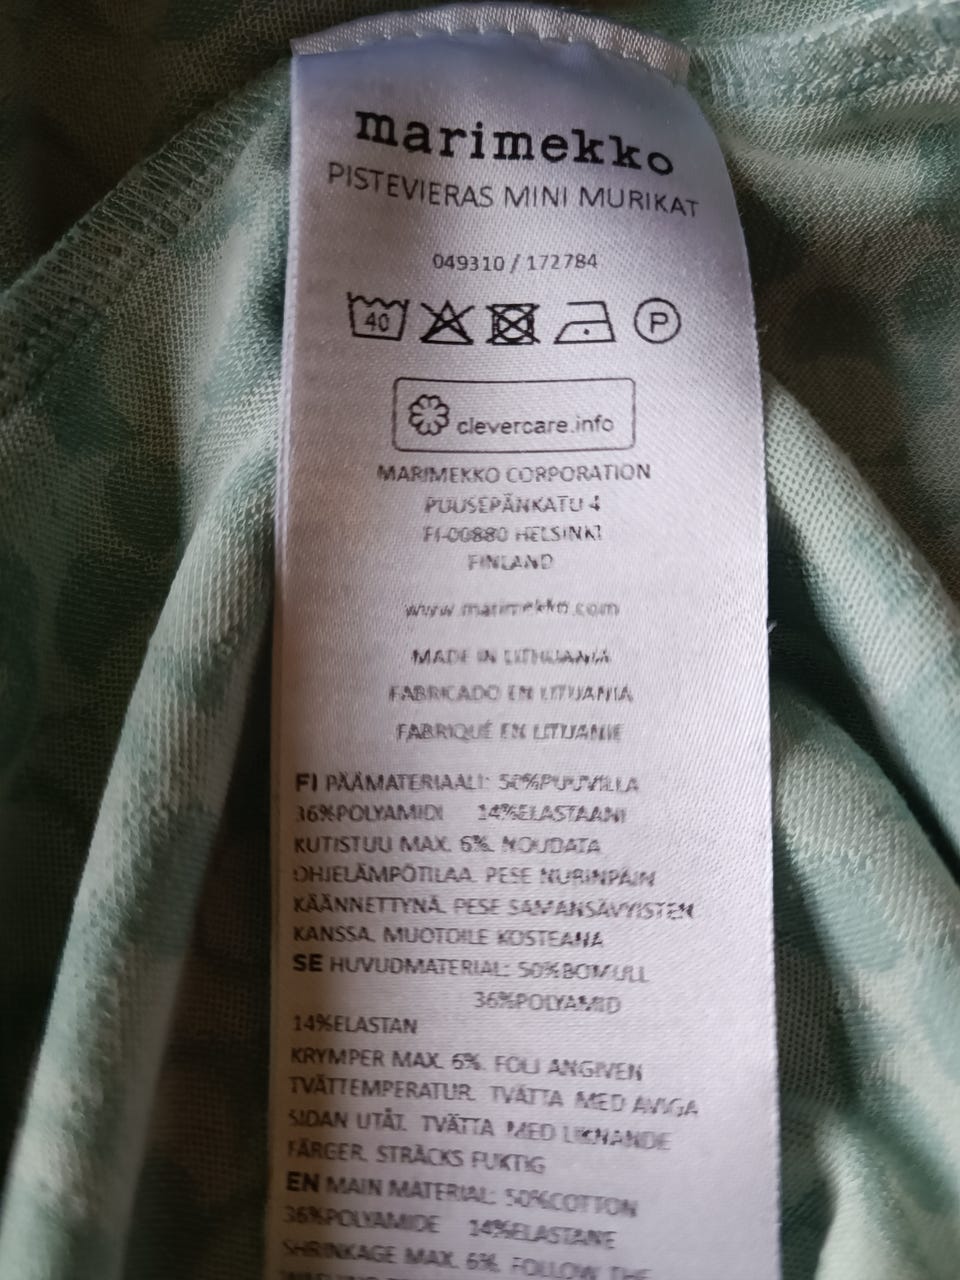 marimekko
PISTEVIERAS MINI MURIKAT
049310 / 172784
40
P
clevercare.info
MARIMEKKO CORPORATION
PUUSEPÄNKATU 4
FI-00880 HELSINKI
FINLAND
www.marimekko.com
MADE IN LITHUANIA
FABRICADO EN LITUANIA
FABRIQUÉ EN LITUANIE
FI PÄÄMATERIAALI: 50%PUUVILLA
36%POLYAMIDI 14%ELASTAANI
KUTISTUU MAX. 6%. NOUDATA
OHJELÄMPÖTILAA. PESE NURINPÄIN
KÄÄNNETTYNÄ. PESE SAMANSÄVYISTEN
KANSSA. MUOTOILE KOSTEANA
SE HUVUDMATERIAL: 50%BOMULL
36%POLYAMID
14%ELASTAN
KRYMPER MAX. 6%. FÖLJ ANGIVEN
TVÄTTEMPERATUR. TVÄTTA MED AVIGA
SIDAN UTÅT. TVÄTTA MED LIKNANDE
FÄRGER. STRÄCKS FUKTIG
EN MAIN MATERIAL: 50%COTTON
36%POLYAMIDE 14%ELASTANE
SHRINKAGE MAX. 6%. FOLLOW THE